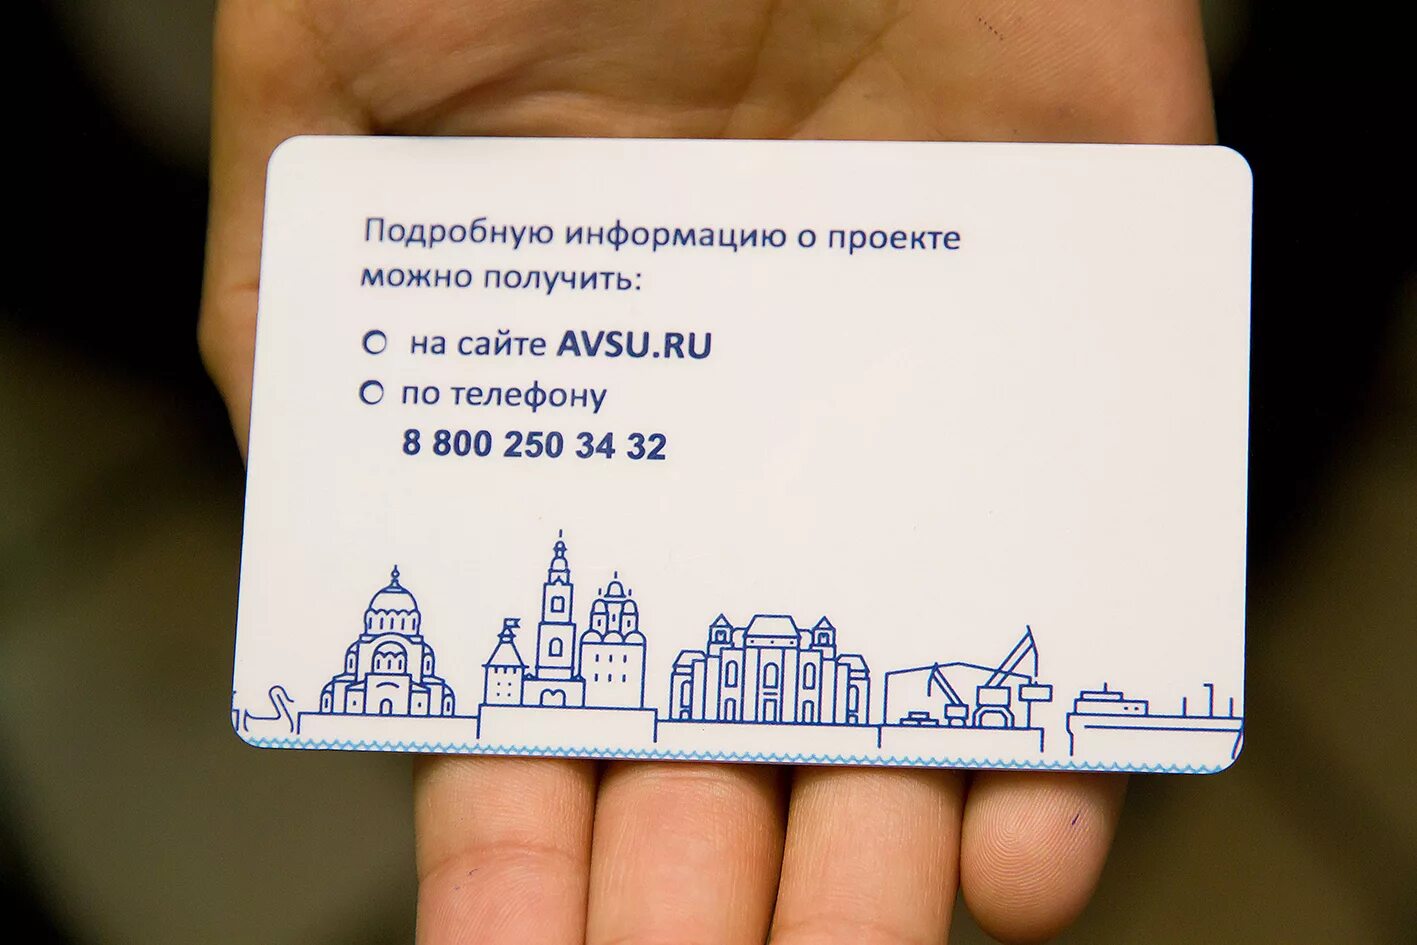 Подробную информацию о проекте
можно получить:
на сайте AVSU.RU
по телефону
8 800 250 34 32